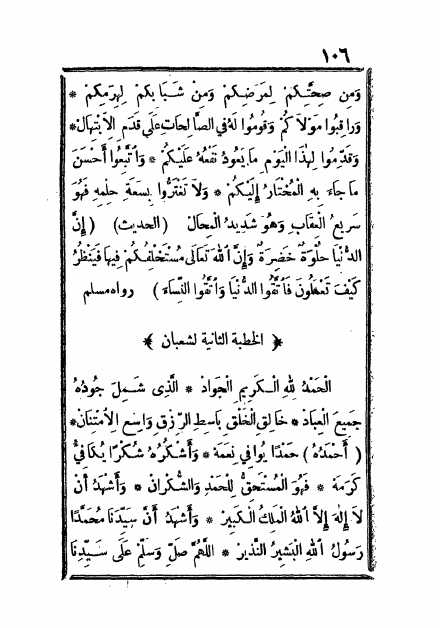 ١٠٦
وَمِن صِحَّتِكُمْ لِمَرَضِكُمْ وَمِنْ شَبَابِكُمْ لِهَرَمِكُمْ *
وَرَاقِبُوا مَوْلَاكُمْ وَقُومُوا لَهُ فِي الصَّالِحَاتِ عَلَى قَدَمِ الِابْتِهَالِ *
وَقَدِّمُوا لِهٰذَا الْيَوْمِ مَا يَعُودُ نَفْعُهُ عَلَيْكُمْ * وَاتَّبِعُوا أَحْسَنَ
مَا جَاءَ بِهِ الْمُخْتَارُ إِلَيْكُمْ * وَلَا تَغْتَرُّوا بِسَعَةِ حِلْمِهِ فَهُوَ
سَرِيعُ الْعِقَابِ وَهُوَ شَدِيدُ الْمِحَالِ (الحديث) (إِنَّ
الدُّنْيَا حُلْوَةٌ خَضِرَةٌ وَإِنَّ اللهَ تَعَالَى مُسْتَخْلِفُكُمْ فِيهَا فَيَنْظُرُ
كَيْفَ تَعْمَلُونَ فَاتَّقُوا الدُّنْيَا وَاتَّقُوا النِّسَاءَ) رواه مسلم
﴿ الخطبة الثانية لشعبان ﴾
الْحَمْدُ لِلهِ الْكَرِيمِ الْجَوَادِ * الَّذِي شَمِلَ جُودُهُ
جَمِيعَ الْعِبَادِ * خَالِقِ الْخَلْقِ بَاسِطِ الرِّزْقِ وَاسِعِ الِامْتِنَانِ *
(أَحْمَدُهُ) حَمْدًا يُوَافِي نِعَمَهُ * وَأَشْكُرُهُ شُكْرًا يُكَافِئُ
كَرَمَهُ * فَهُوَ الْمُسْتَحِقُّ لِلْحَمْدِ وَالشُّكْرَانِ * وَأَشْهَدُ أَنْ
لَا إِلٰهَ إِلَّا اللهُ الْمَلِكُ الْكَبِيرُ * وَأَشْهَدُ أَنَّ سَيِّدَنَا مُحَمَّدًا
رَسُولُ اللهِ الْبَشِيرُ النَّذِيرُ * اللّٰهُمَّ صَلِّ وَسَلِّمْ عَلَى سَيِّدِنَا